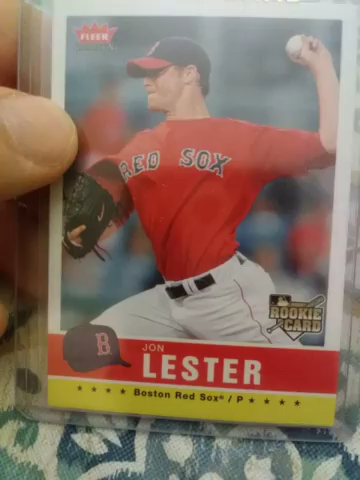 FLEER
RED SOX
ROOKIE
CARD
B
JON
LESTER
★ ★ ★ ★ Boston Red Sox® / P ★ ★ ★ ★